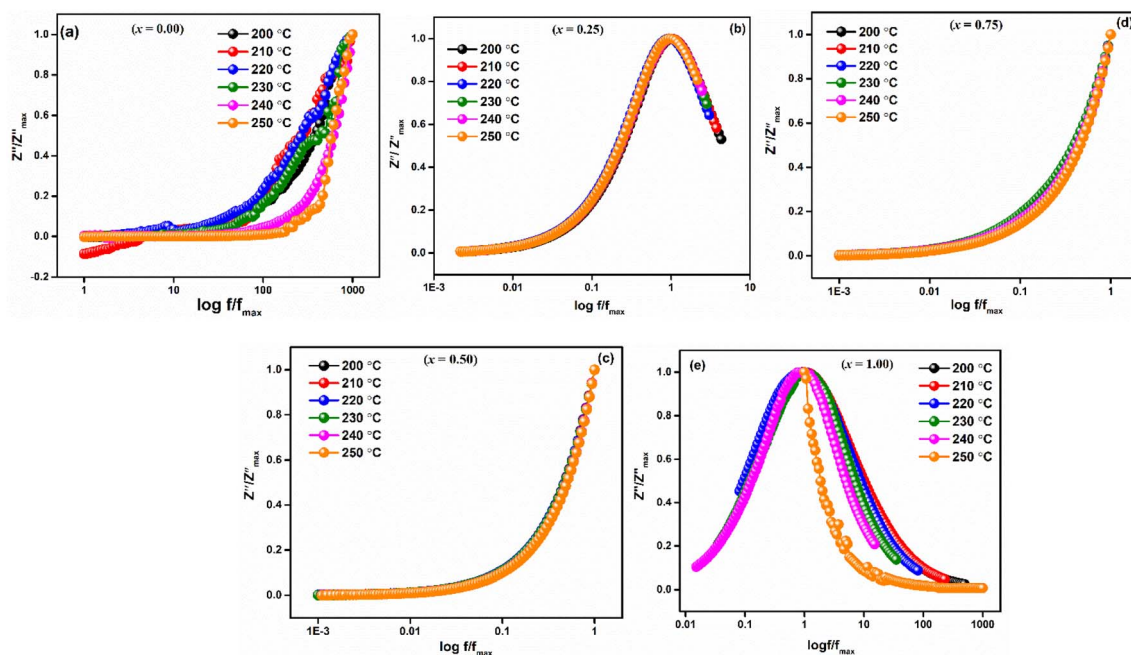 (a)
(x = 0.00)
200 °C
210 °C
220 °C
230 °C
240 °C
250 °C
Z''/Z''max
1.0
0.8
0.6
0.4
0.2
0.0
-0.2
1
10
100
1000
log f/fmax
(x = 0.25)
(b)
200 °C
210 °C
220 °C
230 °C
240 °C
250 °C
Z''/ Z''max
1.0
0.8
0.6
0.4
0.2
0.0
1E-3
0.01
0.1
1
10
log f/fmax
(x = 0.75)
(d)
200 °C
210 °C
220 °C
230 °C
240 °C
250 °C
Z''/Z''max
1.0
0.8
0.6
0.4
0.2
0.0
1E-3
0.01
0.1
1
log f/fmax
(x = 0.50)
(c)
200 °C
210 °C
220 °C
230 °C
240 °C
250 °C
Z''/Z''max
1.0
0.8
0.6
0.4
0.2
0.0
1E-3
0.01
0.1
1
log f/fmax
(e)
(x = 1.00)
200 °C
210 °C
220 °C
230 °C
240 °C
250 °C
Z''/Z''max
1.0
0.8
0.6
0.4
0.2
0.0
0.01
0.1
1
10
100
1000
logf/fmax